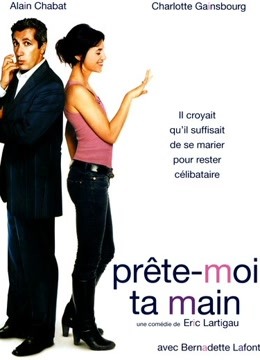 Alain Chabat
Charlotte Gainsbourg
Il croyait
qu'il suffisait
de se marier
pour rester
célibataire
prête-moi
ta main
une comédie de Eric Lartigau
avec Bernadette Lafont